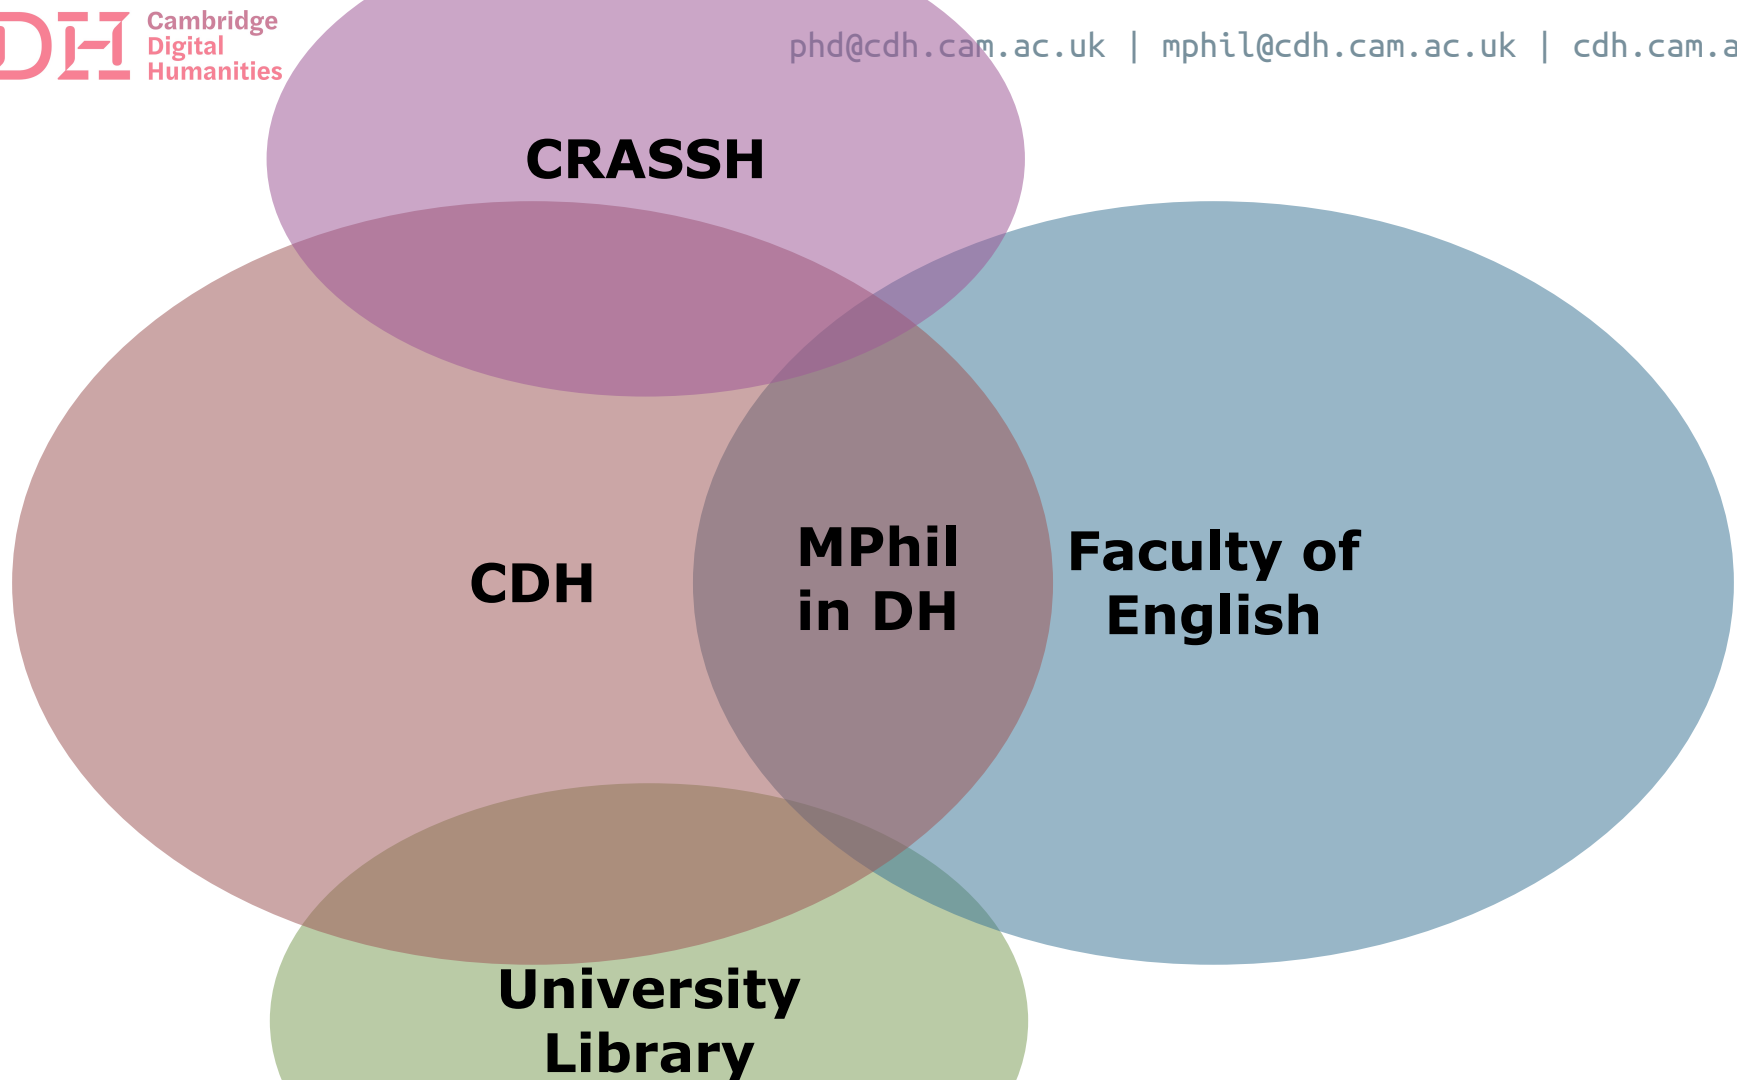 Cambridge
Digital
Humanities
phd@cdh.cam.ac.uk | mphil@cdh.cam.ac.uk | cdh.cam.a
CRASSH
CDH
MPhil
in DH
Faculty of
English
University
Library